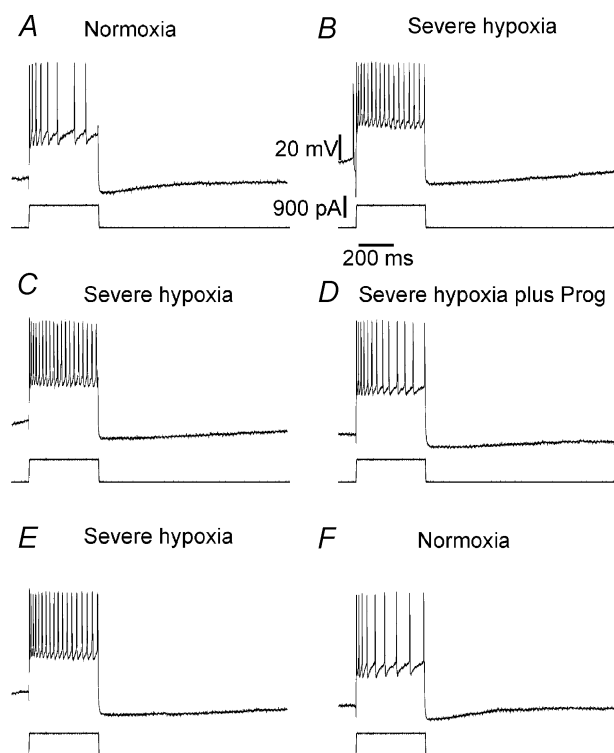 A
Normoxia
B
Severe hypoxia
20 mV
900 pA
200 ms
C
Severe hypoxia
D
Severe hypoxia plus Prog
E
Severe hypoxia
F
Normoxia